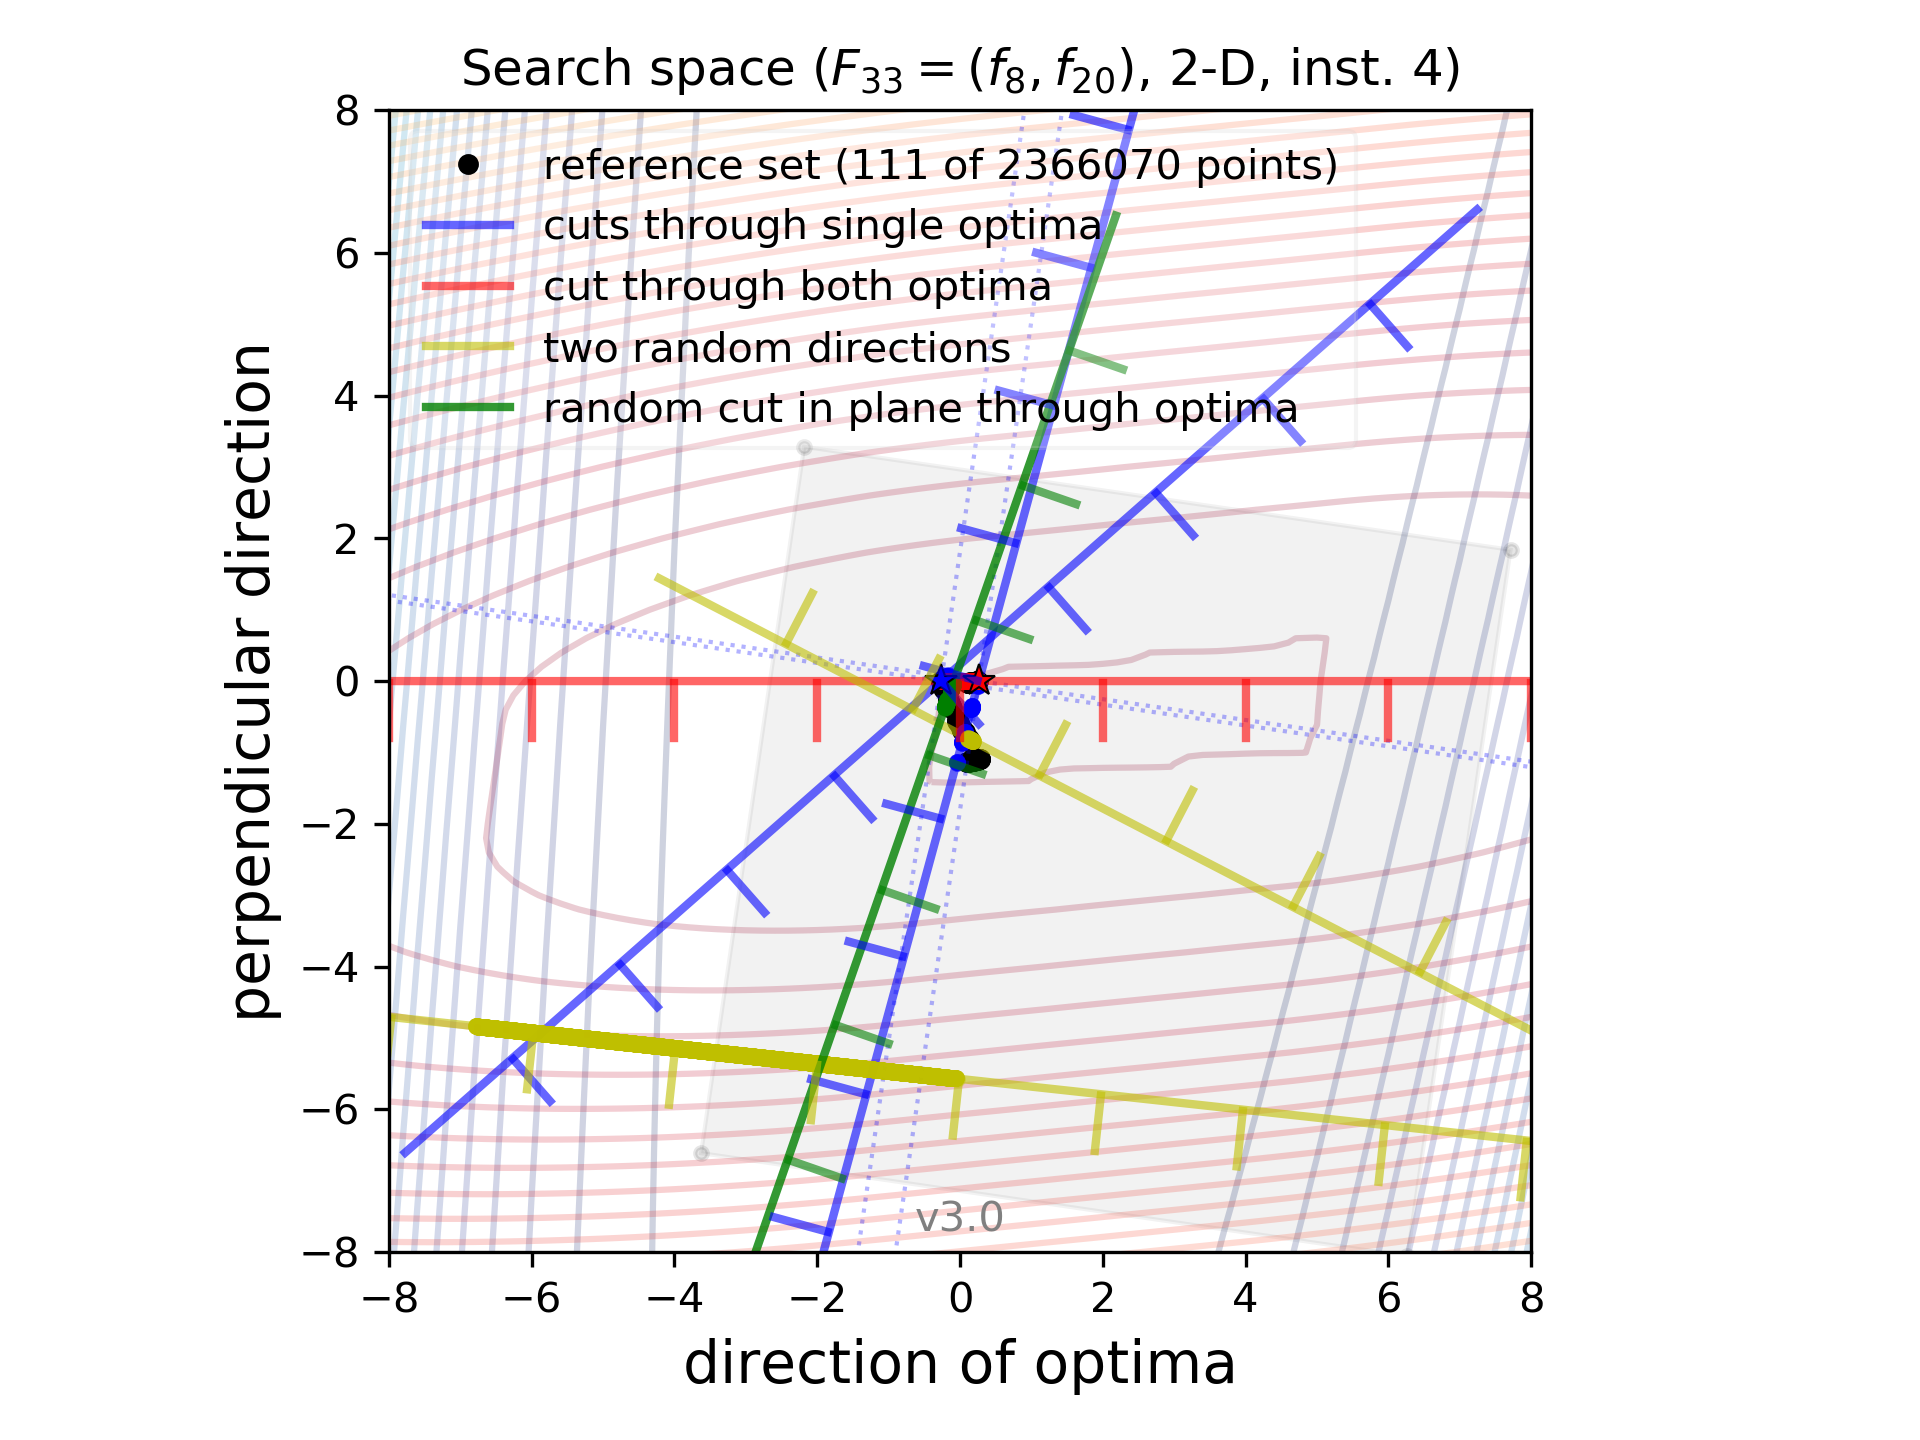 Search space (F33 = (f8, f20), 2-D, inst. 4)
reference set (111 of 2366070 points)
cuts through single optima
cut through both optima
two random directions
random cut in plane through optima
perpendicular direction
8
6
4
2
0
−2
−4
−6
−8
v3.0
−8 −6 −4 −2 0 2 4 6 8
direction of optima